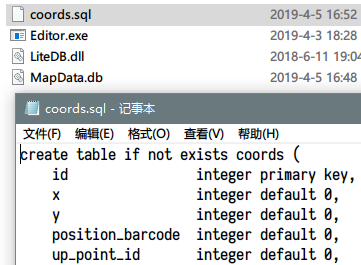 coords.sql 2019-4-5 16:52
Editor.exe 2019-4-3 18:28
LiteDB.dll 2018-6-11 19:04
MapData.db 2019-4-5 16:48
coords.sql - 记事本
文件(F) 编辑(E) 格式(O) 查看(V) 帮助(H)
create table if not exists coords (
id integer primary key,
x integer default 0,
y integer default 0,
position_barcode integer default 0,
up_point_id integer default 0,